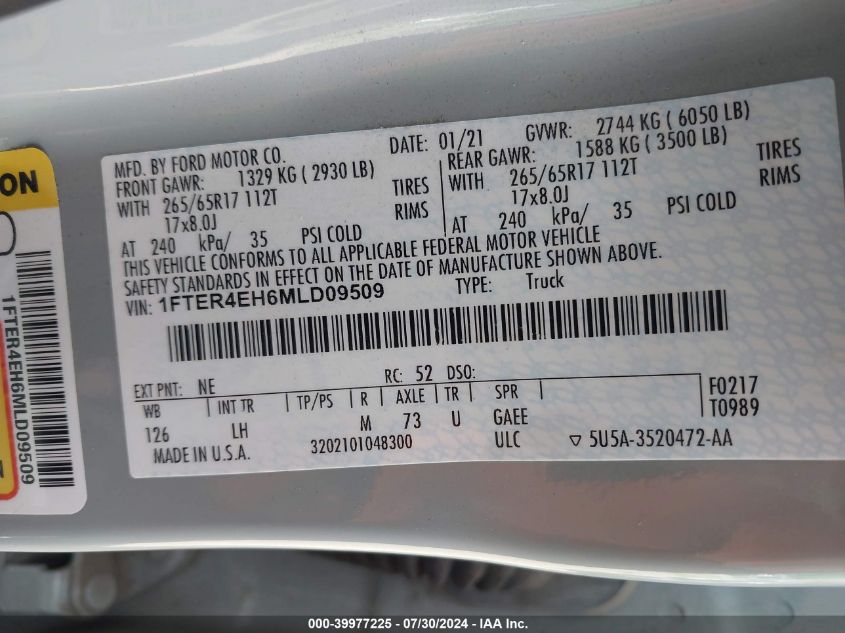 MFD. BY FORD MOTOR CO. DATE: 01/21 GVWR: 2744 KG ( 6050 LB)
FRONT GAWR: 1329 KG ( 2930 LB) REAR GAWR: 1588 KG ( 3500 LB)
WITH 265/65R17 112T TIRES WITH 265/65R17 112T TIRES
17x8.0J RIMS 17x8.0J RIMS
AT 240 kPa/ 35 PSI COLD AT 240 kPa/ 35 PSI COLD
THIS VEHICLE CONFORMS TO ALL APPLICABLE FEDERAL MOTOR VEHICLE
SAFETY STANDARDS IN EFFECT ON THE DATE OF MANUFACTURE SHOWN ABOVE.
VIN: 1FTER4EH6MLD09509 TYPE: Truck
EXT PNT: NE RC: 52 DSO:
WB INT TR TP/PS R AXLE TR SPR F0217
126 LH M 73 U GAEE T0989
MADE IN U.S.A. 3202101048300 ULC ▽ 5U5A-3520472-AA
ON
1FTER4EH6MLD09509
000-39977225 - 07/30/2024 - IAA Inc.